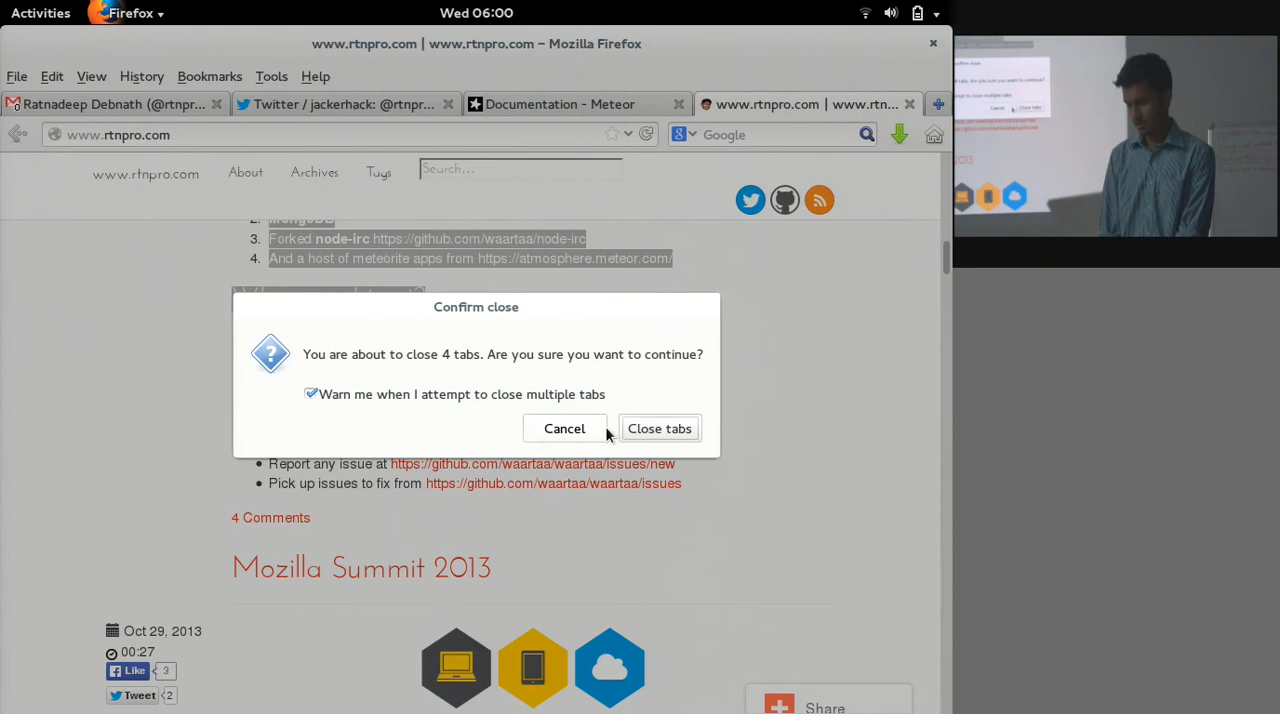 Activities
Firefox
Wed 06:00
www.rtnpro.com | www.rtnpro.com – Mozilla Firefox
File Edit View History Bookmarks Tools Help
Ratnadeep Debnath (@rtnpr...
Twitter / jackerhack: @rtnpr...
Documentation - Meteor
www.rtnpro.com | www.rtn...
www.rtnpro.com
Google
www.rtnpro.com
About
Archives
Tags
Search...
3. Forked node-irc https://github.com/waartaa/node-irc
4. And a host of meteorite apps from https://atmosphere.meteor.com/
Confirm close
You are about to close 4 tabs. Are you sure you want to continue?
Warn me when I attempt to close multiple tabs
Cancel
Close tabs
Report any issue at https://github.com/waartaa/waartaa/issues/new
Pick up issues to fix from https://github.com/waartaa/waartaa/issues
4 Comments
Mozilla Summit 2013
Oct 29, 2013
00:27
Like 3
Tweet 2
Share